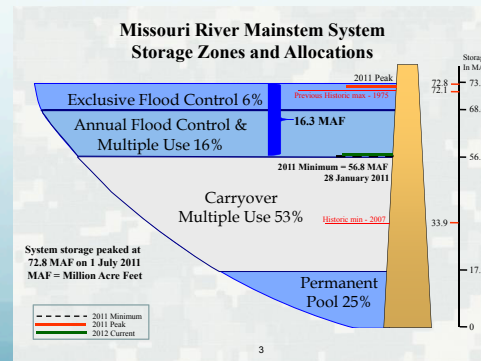 Missouri River Mainstem System
Storage Zones and Allocations
2011 Peak
Previous Historic max - 1975
72.8
72.1
73.
Exclusive Flood Control 6%
68.
16.3 MAF
Annual Flood Control &
Multiple Use 16%
56.
2011 Minimum = 56.8 MAF
28 January 2011
Carryover
Multiple Use 53%
Historic min - 2007
33.9
System storage peaked at
72.8 MAF on 1 July 2011
MAF = Million Acre Feet
17.
Permanent
Pool 25%
2011 Minimum
2011 Peak
2012 Current
0
3